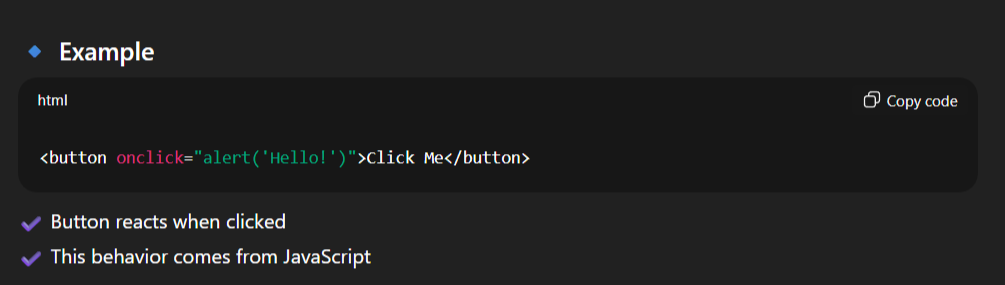 Example
html
Copy code
<button onclick="alert('Hello!')">Click Me</button>
Button reacts when clicked
This behavior comes from JavaScript